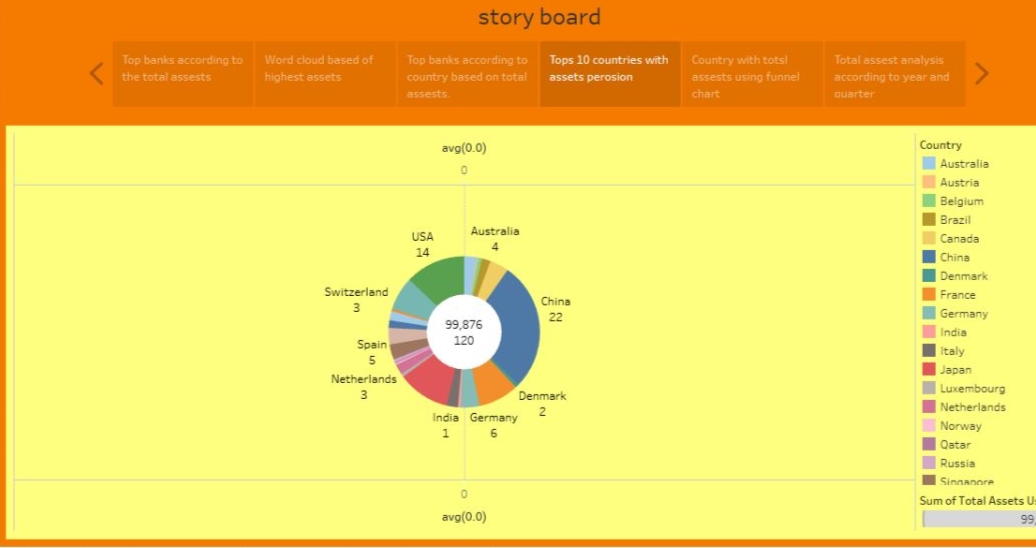 story board
Top banks according to
the total assests
Word cloud based of
highest assets
Top banks according to
country based on total
assests.
Tops 10 countries with
assets perosion
Country with totsl
assests using funnel
chart
Total assest analysis
according to year and
quarter
avg(0.0)
0
USA
14
Australia
4
Switzerland
3
China
22
99,876
120
Spain
5
Netherlands
3
Denmark
2
India
1
Germany
6
0
avg(0.0)
Country
Australia
Austria
Belgium
Brazil
Canada
China
Denmark
France
Germany
India
Italy
Japan
Luxembourg
Netherlands
Norway
Qatar
Russia
Singapore
Sum of Total Assets Us
99,